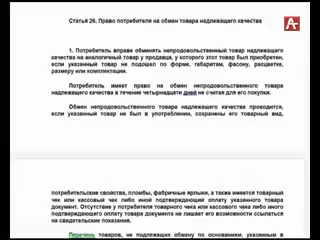 Статья 26. Право потребителя на обмен товара надлежащего качества
1. Потребитель вправе обменять непродовольственный товар надлежащего
качества на аналогичный товар у продавца, у которого этот товар был приобретен,
если указанный товар не подошел по форме, габаритам, фасону, расцветке,
размеру или комплектации.
Потребитель имеет право на обмен непродовольственного товара
надлежащего качества в течение четырнадцати дней не считая для его покупки.
Обмен непродовольственного товара надлежащего качества проводится,
если указанный товар не был в употреблении, сохранены его товарный вид,
потребительские свойства, пломбы, фабричные ярлыки, а также имеется товарный
чек или кассовый чек либо иной подтверждающий оплату указанного товара
документ. Отсутствие у потребителя товарного чека или кассового чека либо иного
подтверждающего оплату товара документа не лишает его возможности ссылаться
на свидетельские показания.
Перечень товаров, не подлежащих обмену по основаниям, указанным в